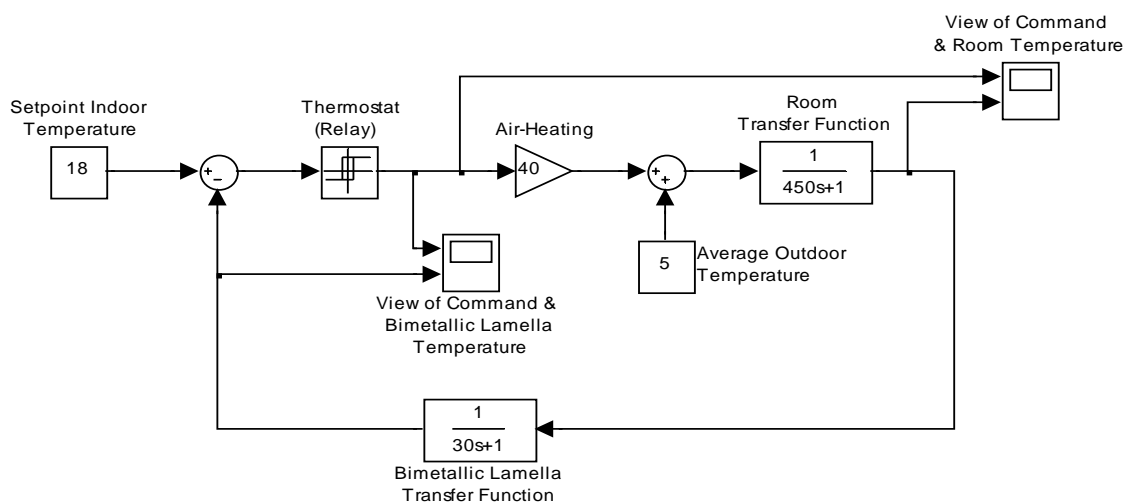 View of Command
& Room Temperature
Setpoint Indoor
Temperature
Thermostat
(Relay)
Air-Heating
Room
Transfer Function
18
+
−
40
+
+
1
450s+1
5
Average Outdoor
Temperature
View of Command &
Bimetallic Lamella
Temperature
1
30s+1
Bimetallic Lamella
Transfer Function